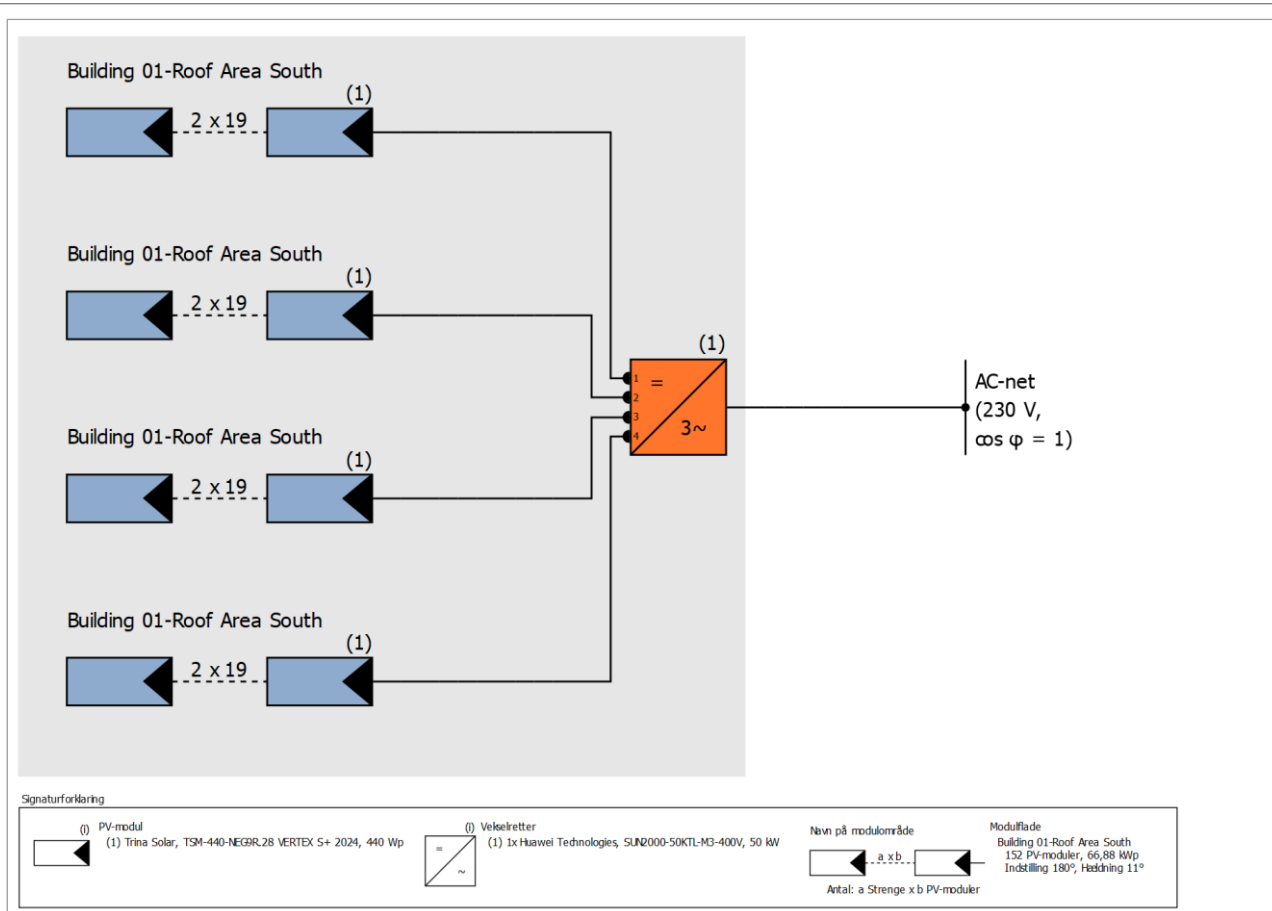 Building 01-Roof Area South
(1)
2 x 19
Building 01-Roof Area South
(1)
2 x 19
(1)
1
=
2
3
3~
4
AC-net
(230 V,
cos φ = 1)
Building 01-Roof Area South
(1)
2 x 19
Building 01-Roof Area South
(1)
2 x 19
Signaturforklaring
(i) PV-modul
(1) Trina Solar, TSM-440-NEG9R.28 VERTEX S+ 2024, 440 Wp
(i) Vekselretter
= 
~
(1) 1x Huawei Technologies, SUN2000-50KTL-M3-400V, 50 kW
Navn på modulområde
a x b
Antal: a Strenge x b PV-moduler
Modulflade
Building 01-Roof Area South
152 PV-moduler, 66,88 kWp
Indstilling 180°, Hældning 11°